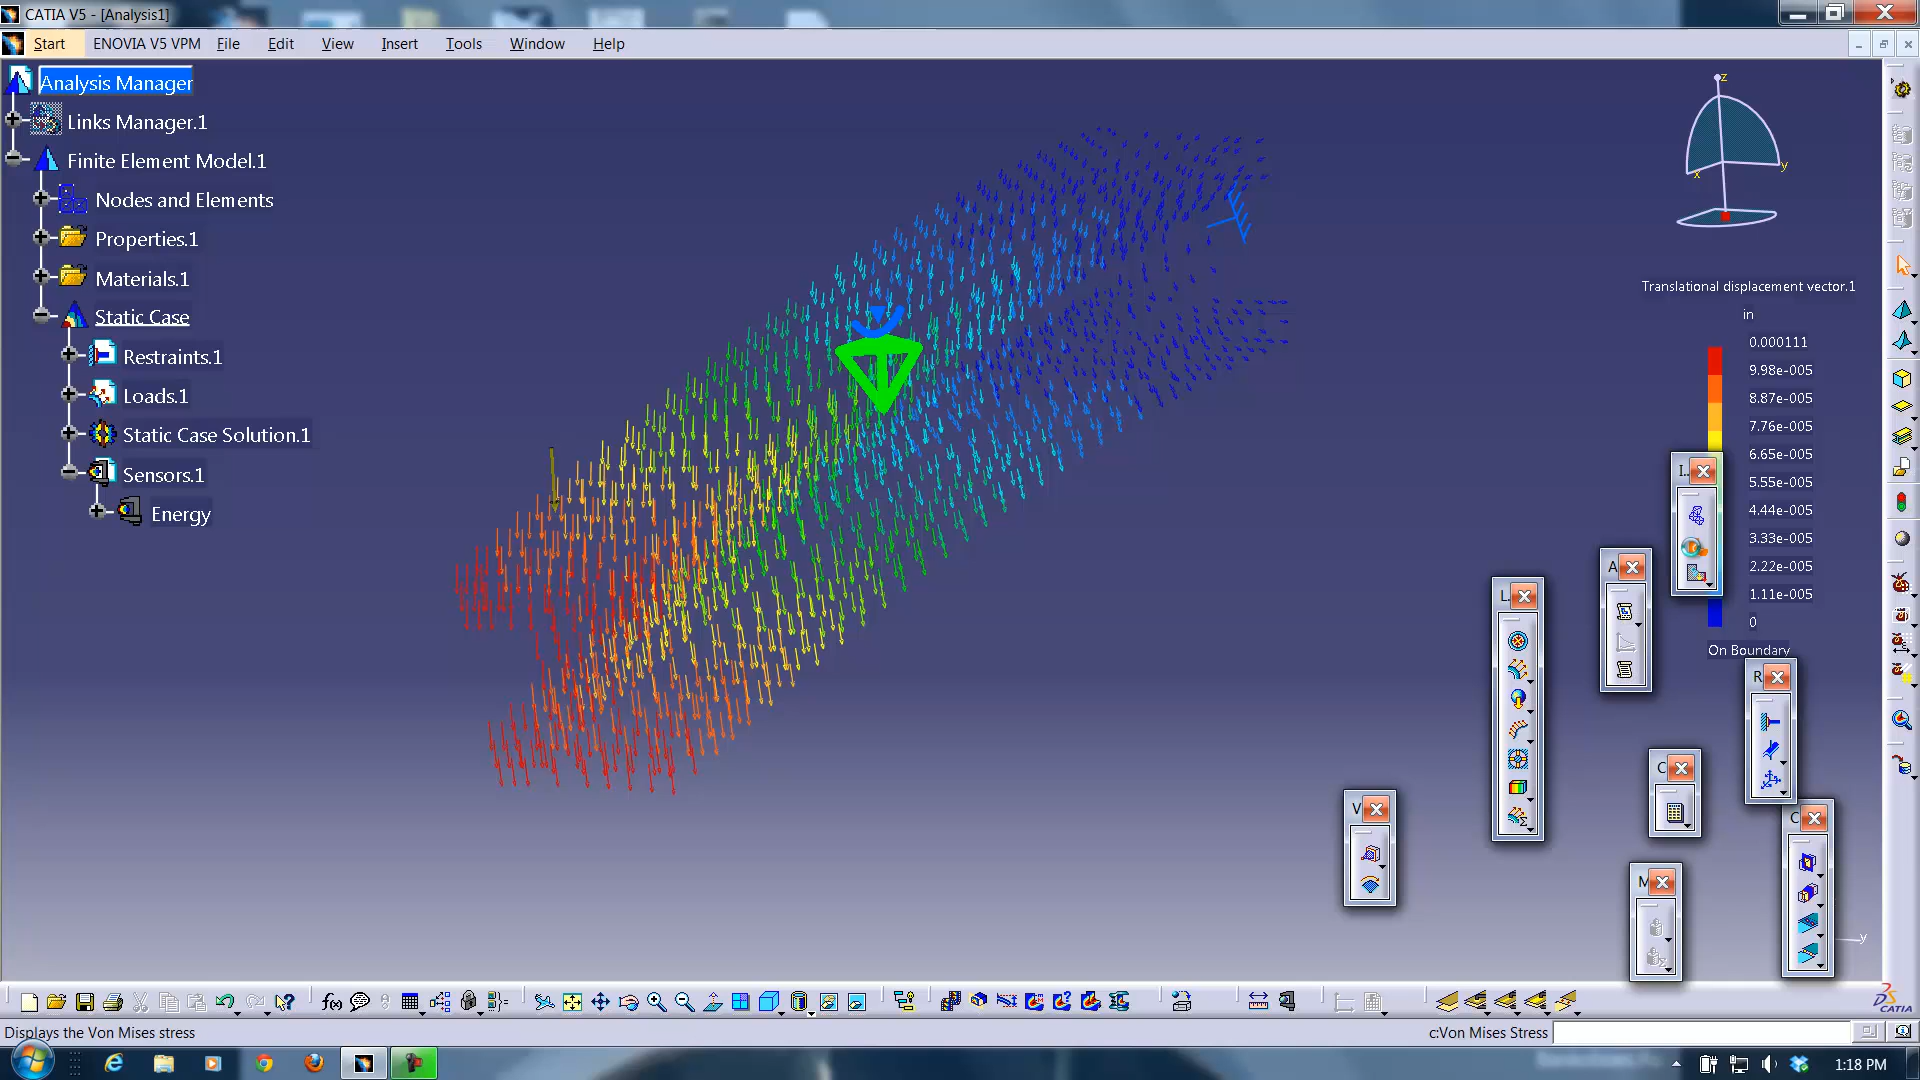 CATIA V5 - [Analysis1]
Start ENOVIA V5 VPM File Edit View Insert Tools Window Help
Analysis Manager
Links Manager.1
Finite Element Model.1
Nodes and Elements
Properties.1
Materials.1
Static Case
Restraints.1
Loads.1
Static Case Solution.1
Sensors.1
Energy
z
y
x
Translational displacement vector.1
in
0.000111
9.98e-005
8.87e-005
7.76e-005
6.65e-005
5.55e-005
4.44e-005
3.33e-005
2.22e-005
1.11e-005
0
On Boundary
I..
A
L.
R
C
V
C
M
y
f(x)
CATIA
Displays the Von Mises stress
c:Von Mises Stress
1:18 PM